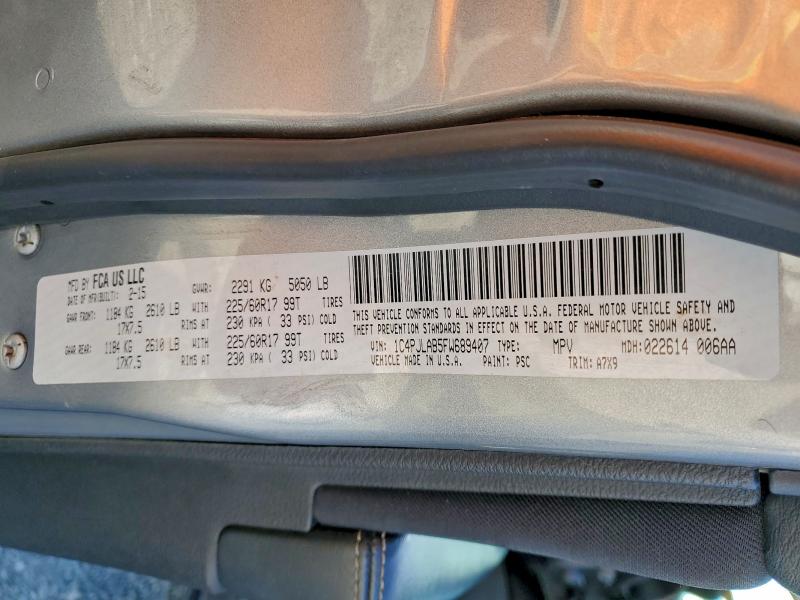 MFD BY FCA US LLC
DATE OF MFR(BUILT): 2-15 GVWR: 2291 KG 5050 LB
GAWR FRONT: 1184 KG 2610 LB WITH 225/60R17 99T TIRES
17X7.5 RIMS AT 230 KPA ( 33 PSI) COLD
GAWR REAR: 1184 KG 2610 LB WITH 225/60R17 99T TIRES
17X7.5 RIMS AT 230 KPA ( 33 PSI) COLD
THIS VEHICLE CONFORMS TO ALL APPLICABLE U.S.A. FEDERAL MOTOR VEHICLE SAFETY AND
THEFT PREVENTION STANDARDS IN EFFECT ON THE DATE OF MANUFACTURE SHOWN ABOVE.
VIN: 1C4PJLAB5FW689407 TYPE: MPV MDH: 022614 006AA
VEHICLE MADE IN U.S.A. PAINT: PSC TRIM: A7X9